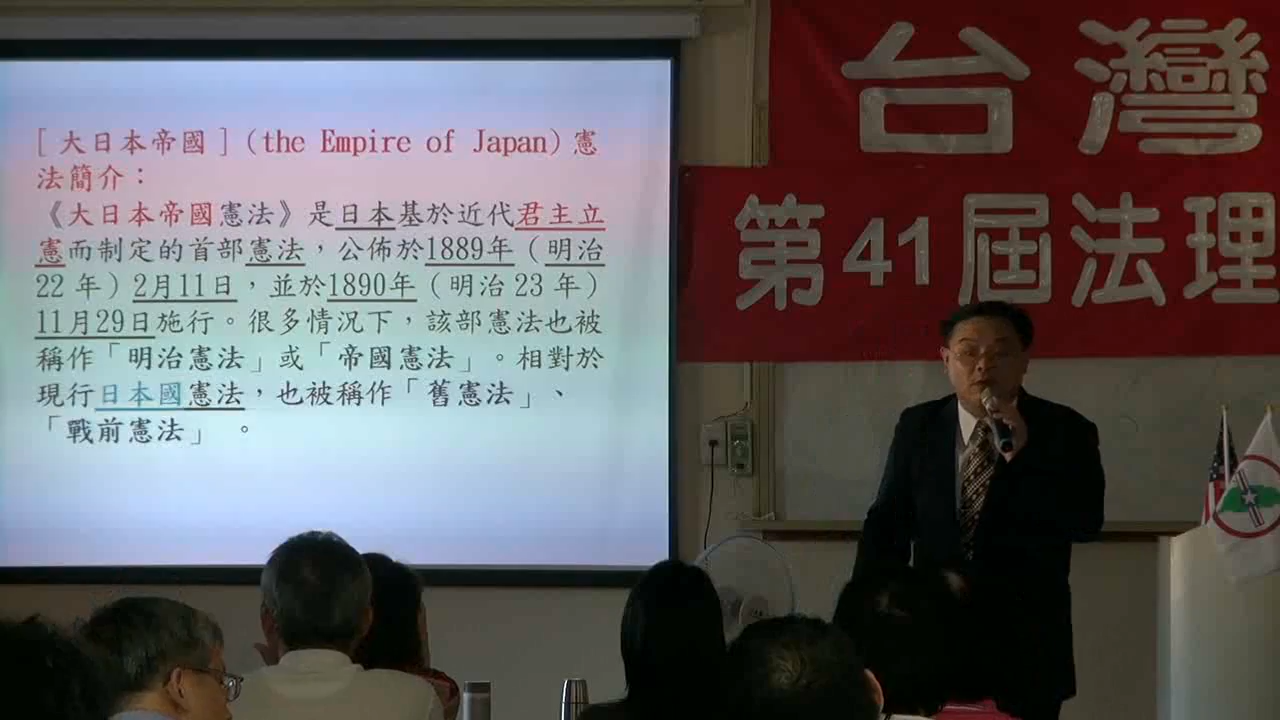 [ 大日本帝國 ] (the Empire of Japan) 憲
法簡介：
《大日本帝國憲法》是日本基於近代君主立
憲而制定的首部憲法，公佈於1889年（明治
22 年）2月11日，並於1890年（明治 23 年）
11月29日施行。很多情況下，該部憲法也被
稱作「明治憲法」或「帝國憲法」。相對於
現行日本國憲法，也被稱作「舊憲法」、
「戰前憲法」 。
台灣
第41屆法理